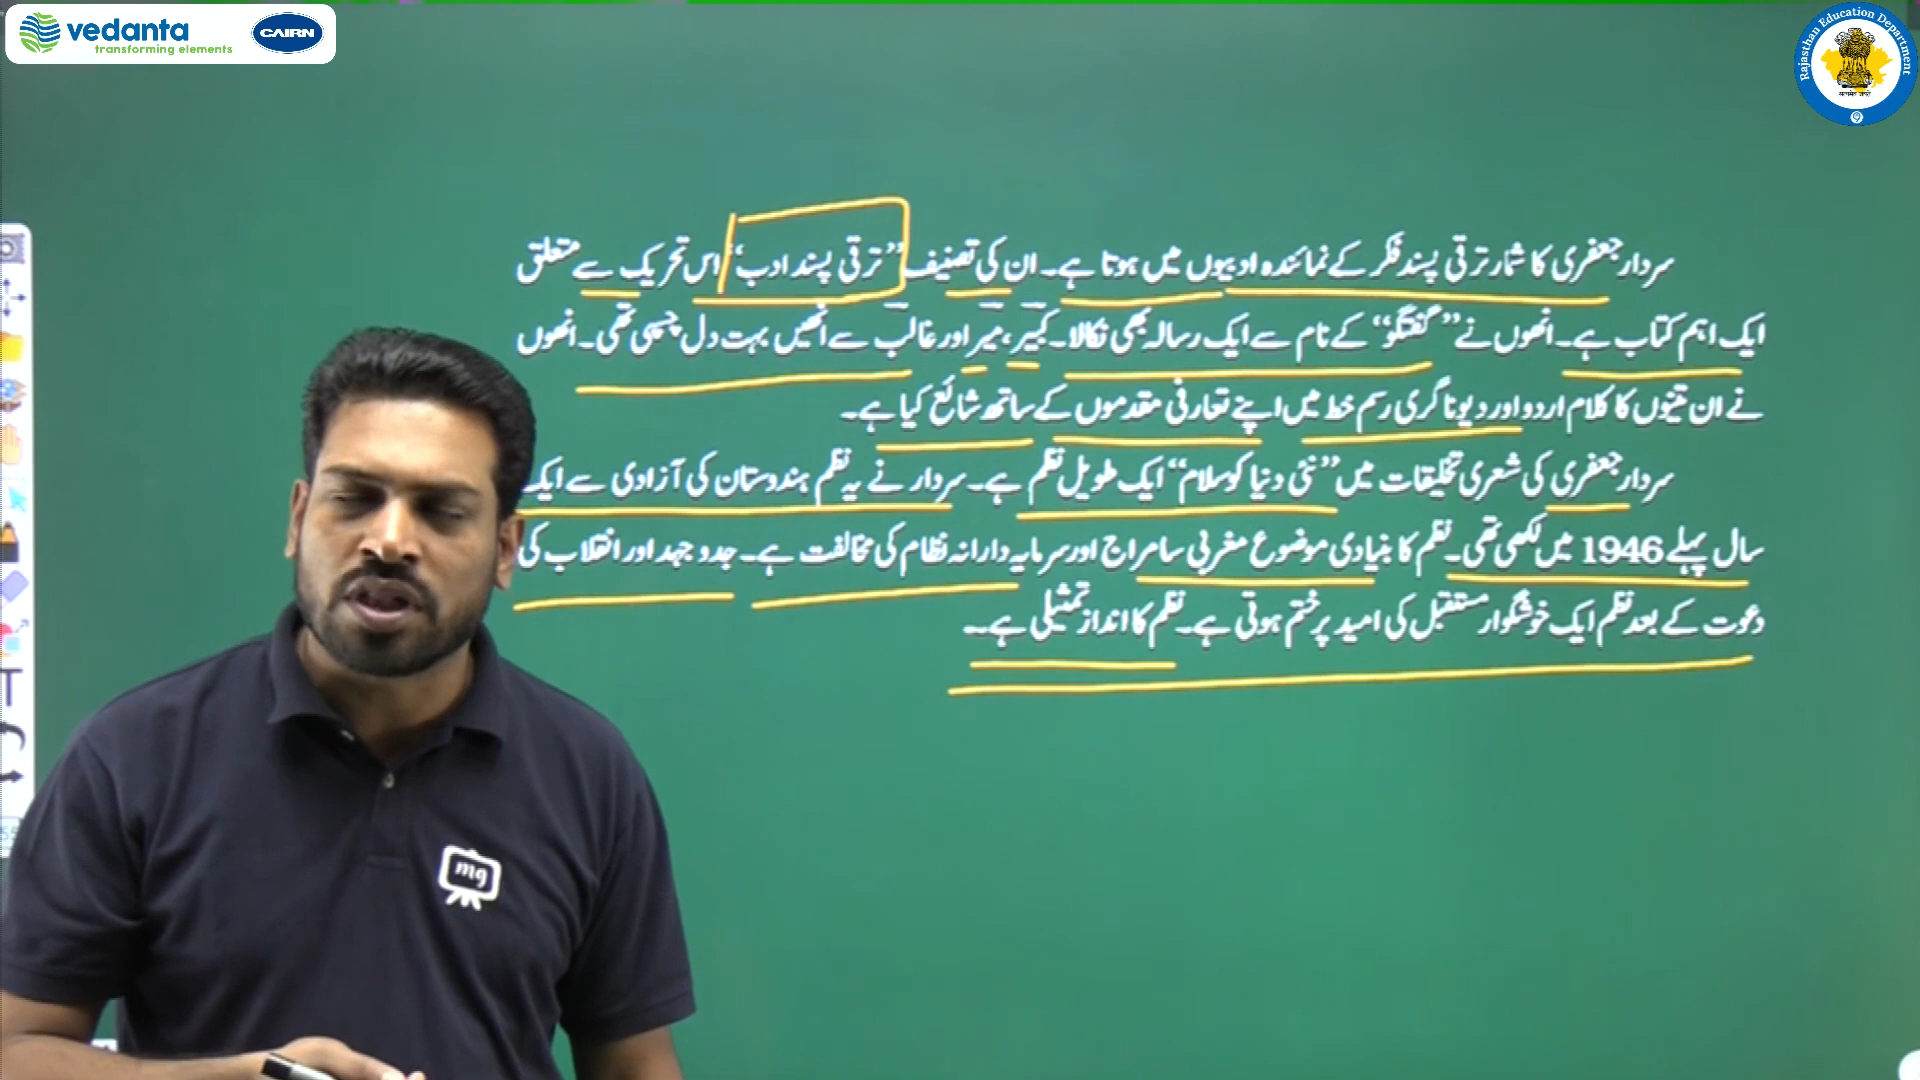 vedanta
transforming elements
CAIRN
Rajasthan Education Department
सردار جعفری کا شمار ترقی پسند فکر کے نمائندہ ادیبوں میں ہوتا ہے۔ ان کی تصنیف ”ترقی پسند ادب“ اس تحریک سے متعلق
ایک اہم کتاب ہے۔ انھوں نے ”گفتگو“ کے نام سے ایک رسالہ بھی نکالا۔ کبیر، میر اور غالب سے انھیں بہت دل چسپی تھی۔ انھوں
نے ان تینوں کا کلام اردو اور دیوناگری رسم خط میں اپنے تعارفی مقدموں کے ساتھ شائع کیا ہے۔
سردار جعفری کی شعری تخلیقات میں ”نئی دنیا کو سلام“ ایک طویل نظم ہے۔ سردار نے یہ نظم ہندوستان کی آزادی سے ایک
سال پہلے 1946 میں لکھی تھی۔ نظم کا بنیادی موضوع مغربی سامراج اور سرمایہ دارانہ نظام کی مخالفت ہے۔ جدو جہد اور انقلاب کی
دعوت کے بعد نظم ایک خوشگوار مستقبل کی امید پر ختم ہوتی ہے۔ نظم کا انداز تمثیلی ہے۔
mg